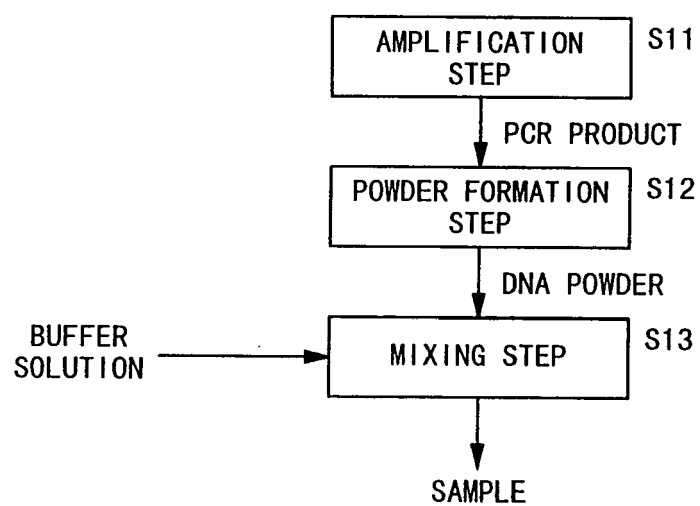 AMPLIFICATION
STEP
S11
PCR PRODUCT
POWDER FORMATION
STEP
S12
DNA POWDER
BUFFER
SOLUTION
MIXING STEP
S13
SAMPLE